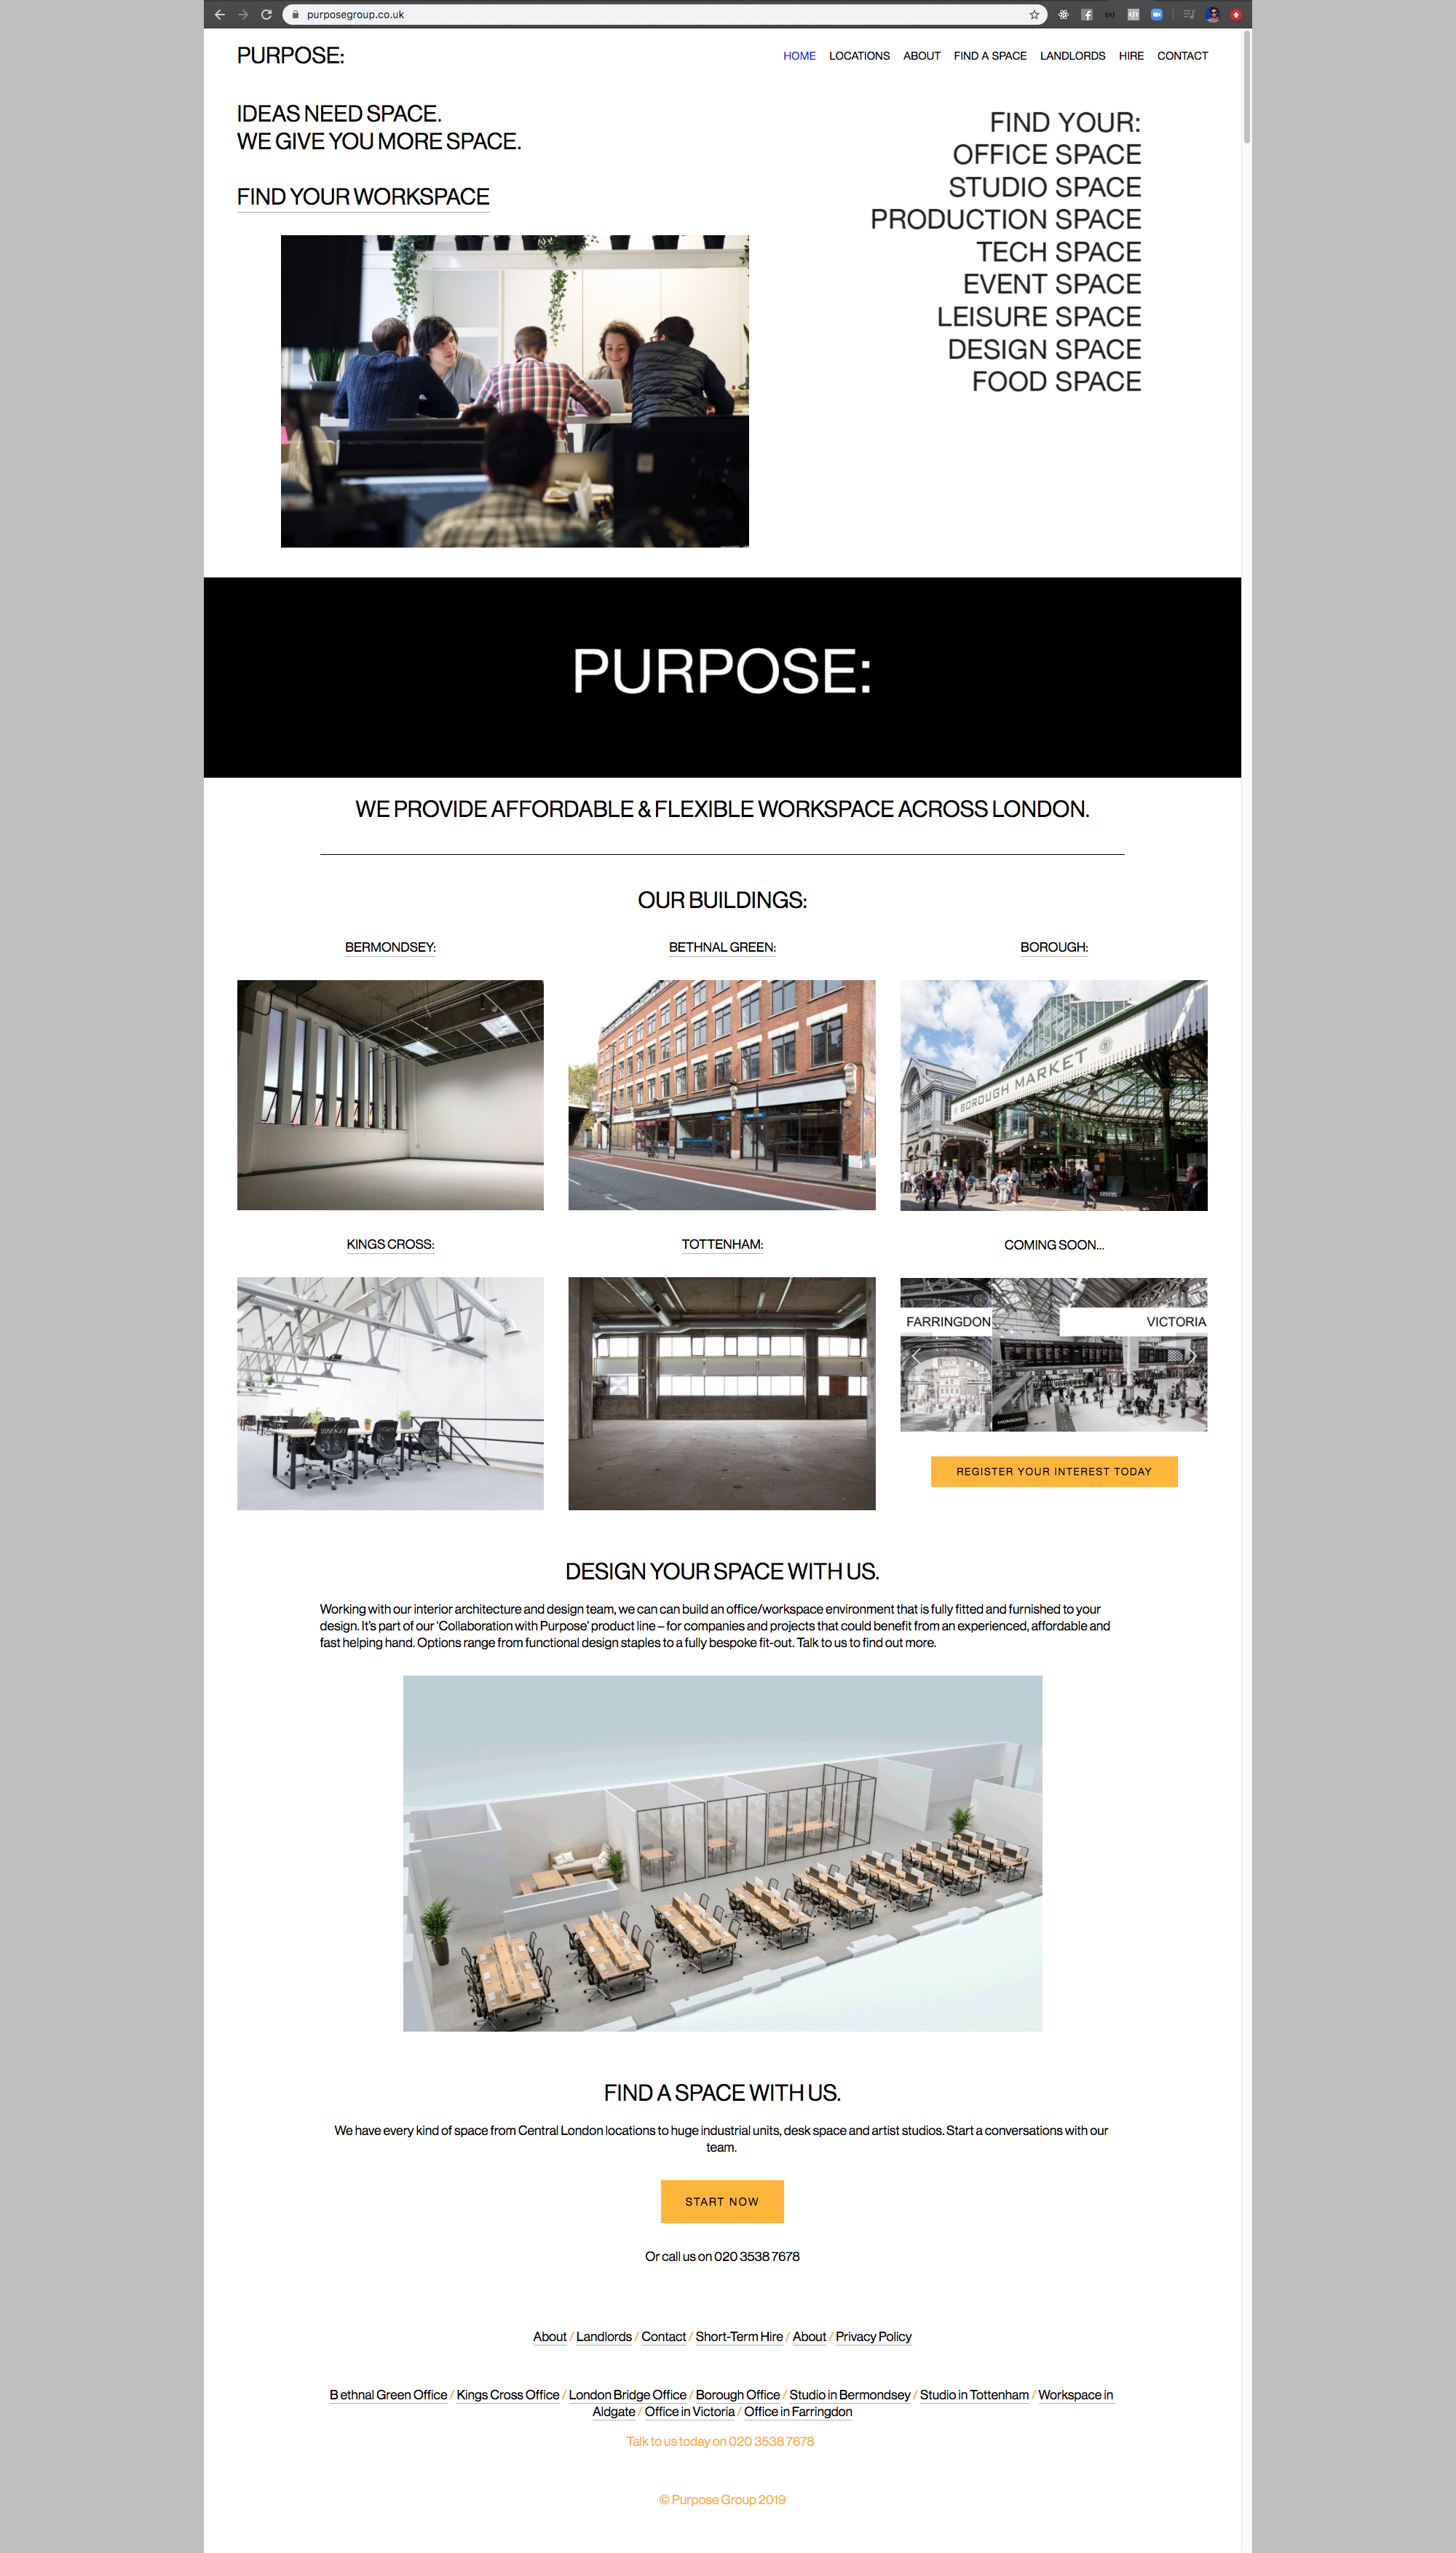 purposegroup.co.uk
PURPOSE:
HOME LOCATIONS ABOUT FIND A SPACE LANDLORDS HIRE CONTACT
IDEAS NEED SPACE.
WE GIVE YOU MORE SPACE.
FIND YOUR WORKSPACE
FIND YOUR:
OFFICE SPACE
STUDIO SPACE
PRODUCTION SPACE
TECH SPACE
EVENT SPACE
LEISURE SPACE
DESIGN SPACE
FOOD SPACE
PURPOSE:
WE PROVIDE AFFORDABLE & FLEXIBLE WORKSPACE ACROSS LONDON.
OUR BUILDINGS:
BERMONDSEY:
BETHNAL GREEN:
BOROUGH:
BOROUGH MARKET
KINGS CROSS:
TOTTENHAM:
COMING SOON...
FARRINGDON
VICTORIA
MONSOON
REGISTER YOUR INTEREST TODAY
DESIGN YOUR SPACE WITH US.
Working with our interior architecture and design team, we can can build an office/workspace environment that is fully fitted and furnished to your
design. It's part of our 'Collaboration with Purpose' product line – for companies and projects that could benefit from an experienced, affordable and
fast helping hand. Options range from functional design staples to a fully bespoke fit-out. Talk to us to find out more.
FIND A SPACE WITH US.
We have every kind of space from Central London locations to huge industrial units, desk space and artist studios. Start a conversations with our
team.
START NOW
Or call us on 020 3538 7678
About / Landlords / Contact / Short-Term Hire / About / Privacy Policy
B ethnal Green Office / Kings Cross Office / London Bridge Office / Borough Office / Studio in Bermondsey / Studio in Tottenham / Workspace in
Aldgate / Office in Victoria / Office in Farringdon
Talk to us today on 020 3538 7678
© Purpose Group 2019